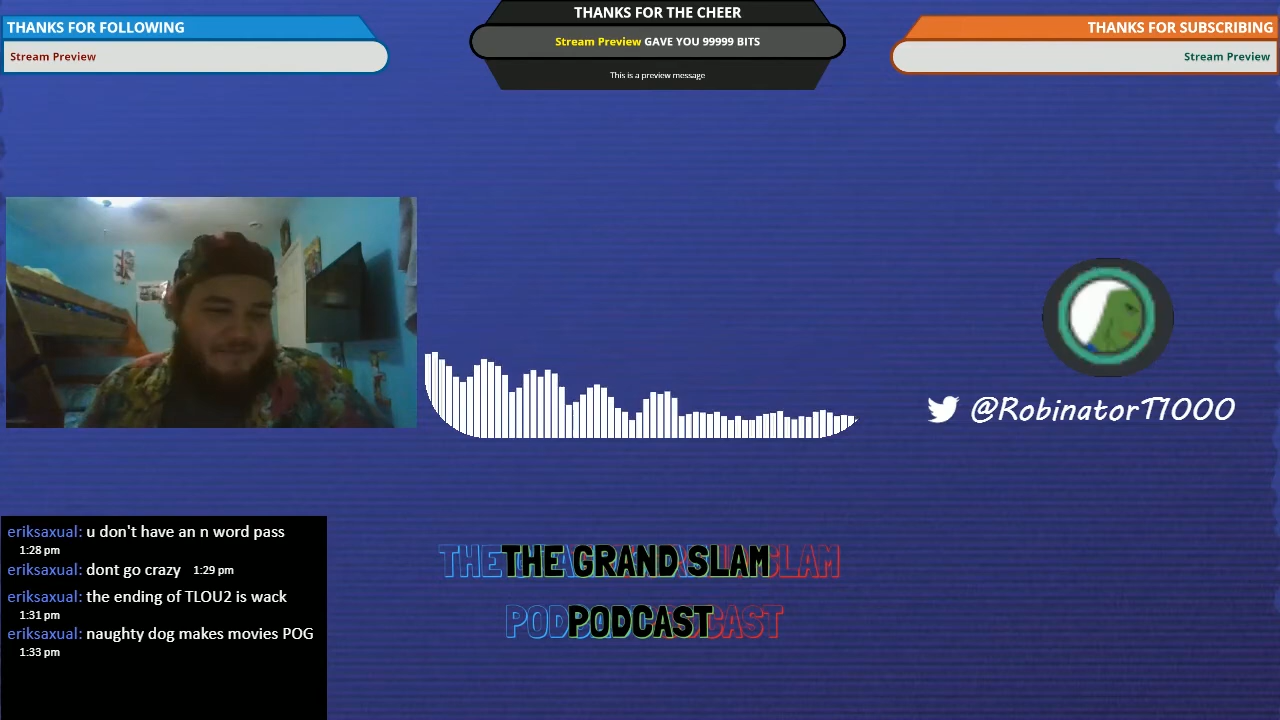 THANKS FOR FOLLOWING
Stream Preview
THANKS FOR THE CHEER
Stream Preview GAVE YOU 99999 BITS
This is a preview message
THANKS FOR SUBSCRIBING
Stream Preview
@RobinatorT1000
eriksaxual: u don't have an n word pass
1:28 pm
eriksaxual: dont go crazy 1:29 pm
eriksaxual: the ending of TLOU2 is wack
1:31 pm
eriksaxual: naughty dog makes movies POG
1:33 pm
THE GRAND SLAM
PODCAST